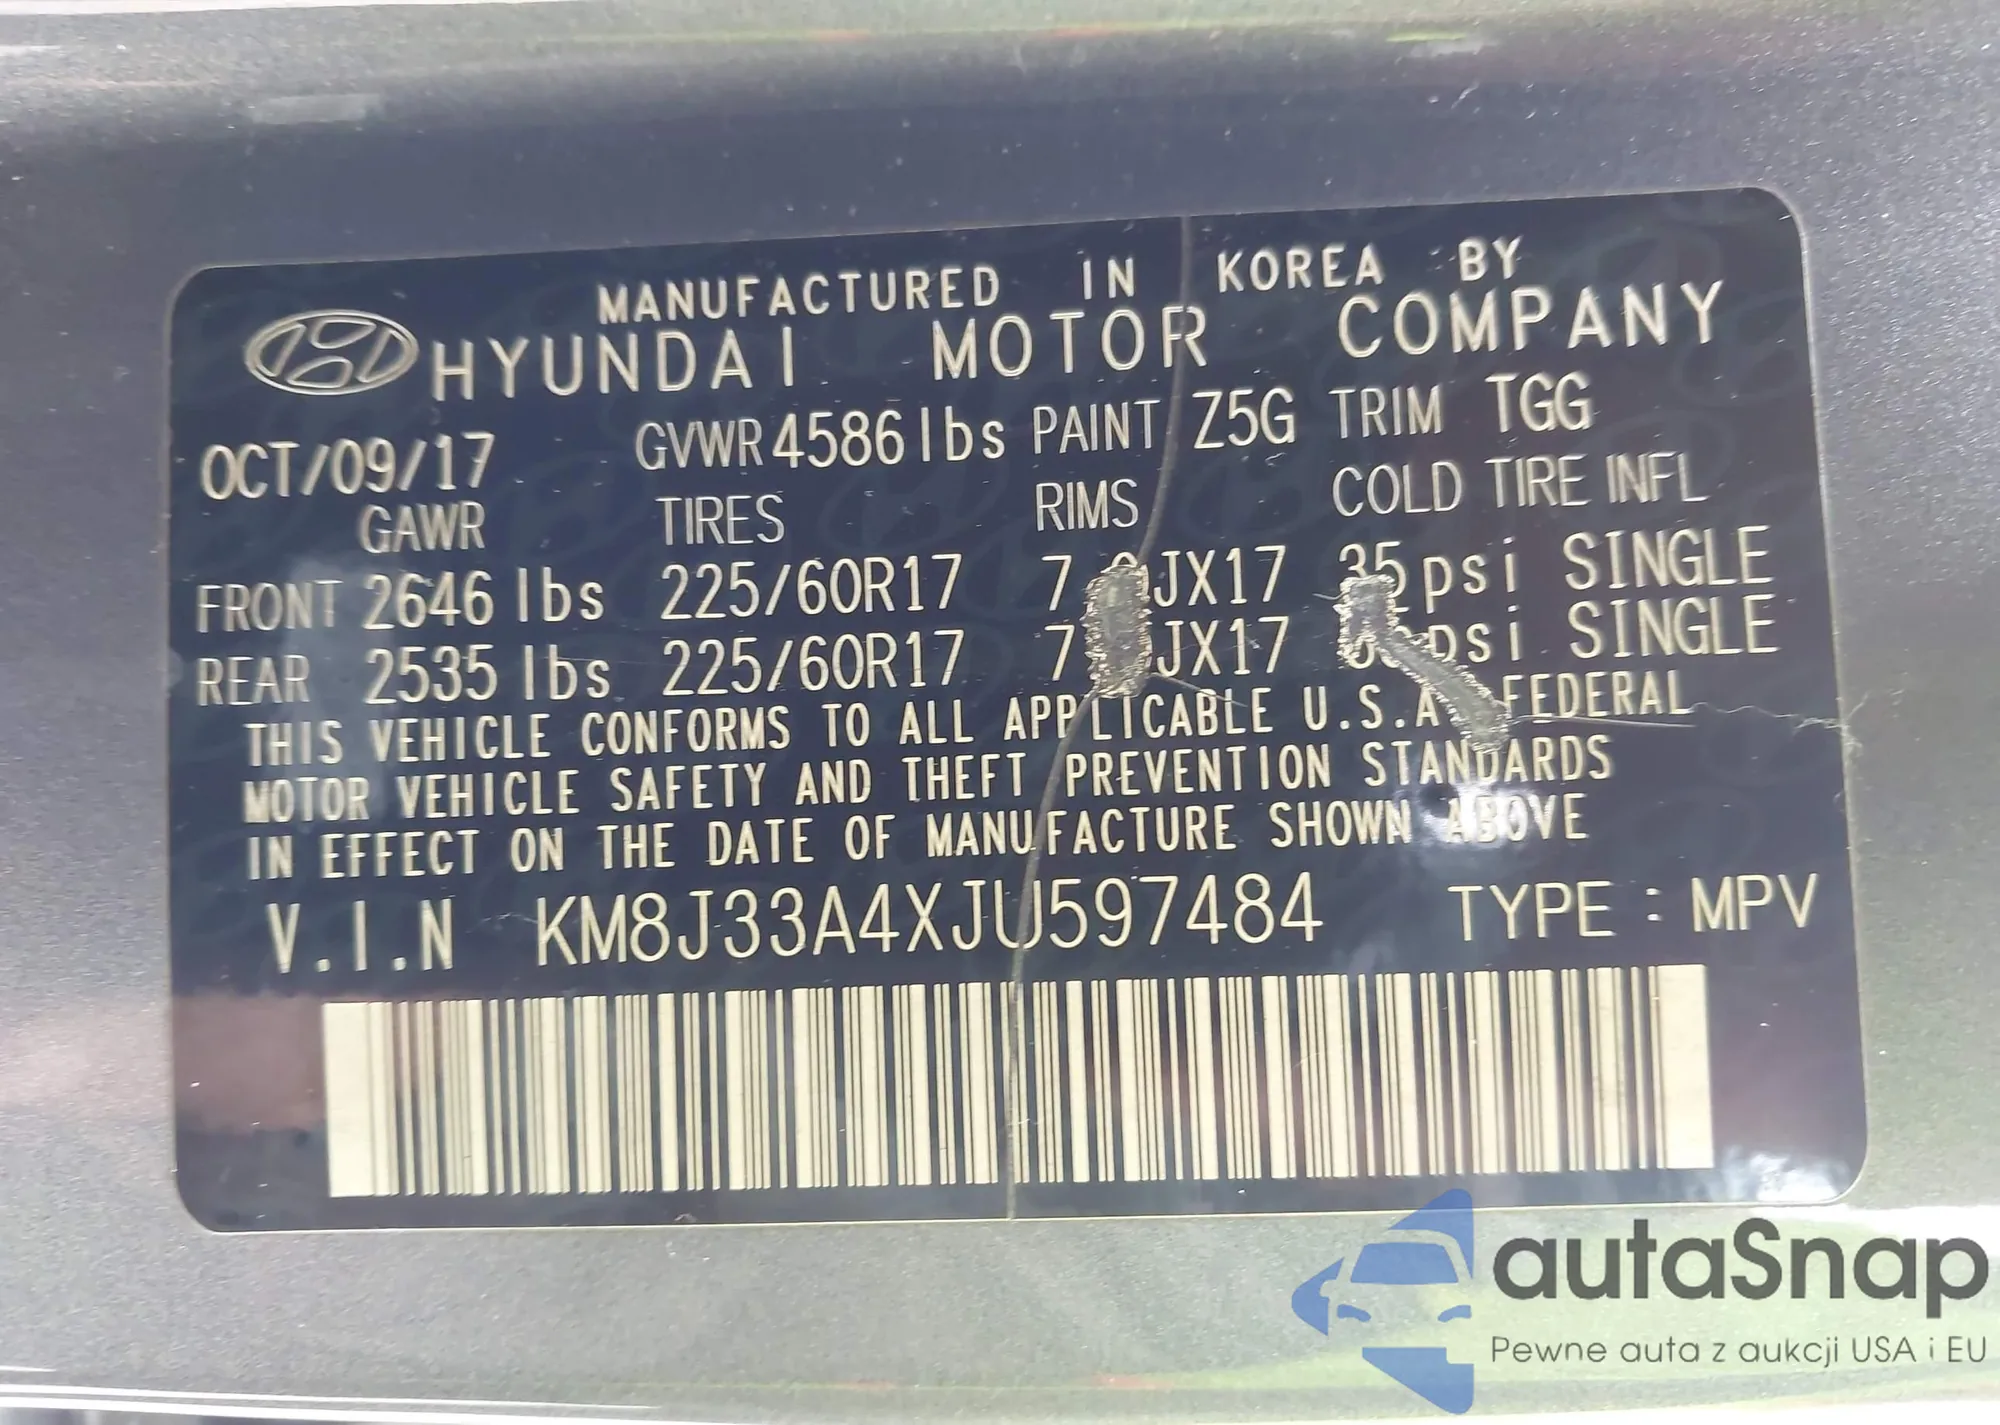 MANUFACTURED IN KOREA BY
HYUNDAI MOTOR COMPANY
OCT/09/17 GVWR 4586 lbs PAINT Z5G TRIM TGG
GAWR TIRES RIMS COLD TIRE INFL
FRONT 2646 lbs 225/60R17 JX17 35psi SINGLE
REAR 2535 lbs 225/60R17 JX17 psi SINGLE
THIS VEHICLE CONFORMS TO ALL APPLICABLE U.S.A FEDERAL
MOTOR VEHICLE SAFETY AND THEFT PREVENTION STANDARDS
IN EFFECT ON THE DATE OF MANUFACTURE SHOWN ABOVE
V.I.N KM8J33A4XJU597484 TYPE : MPV
autaSnap
Pewne auta z aukcji USA i EU